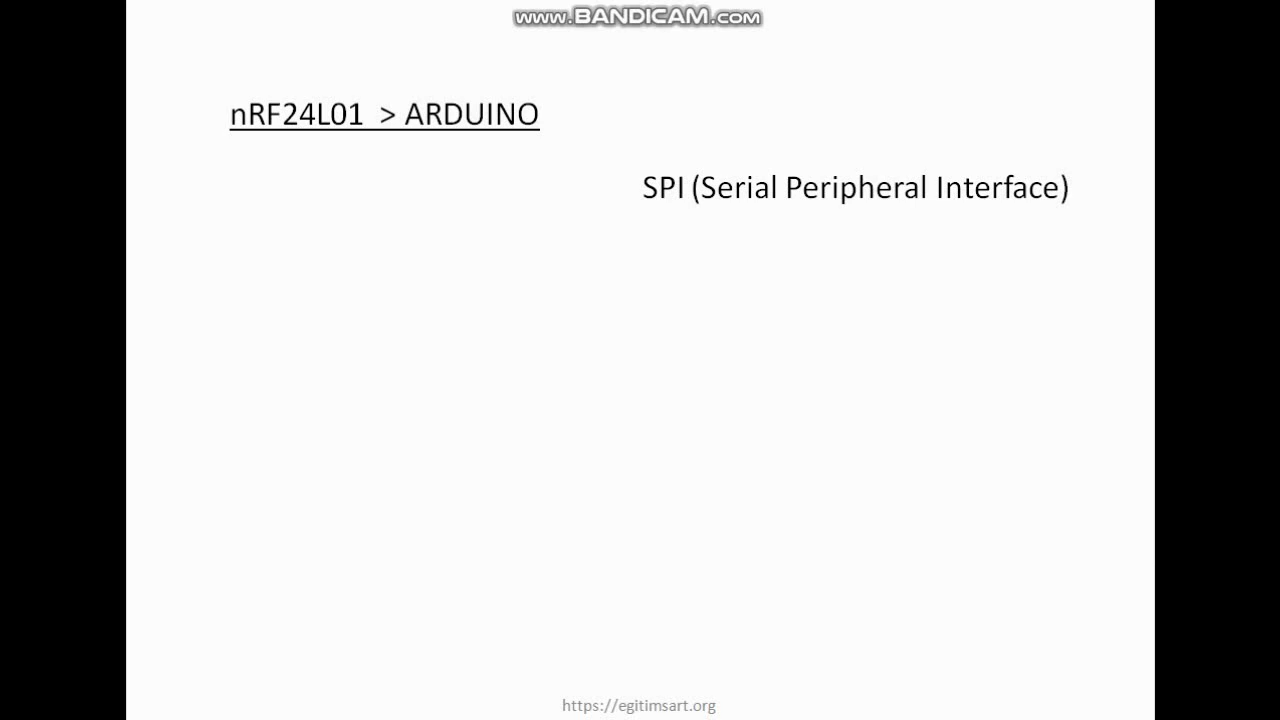 www.BANDICAM.com
nRF24L01 > ARDUINO
SPI (Serial Peripheral Interface)
https://egitimsart.org